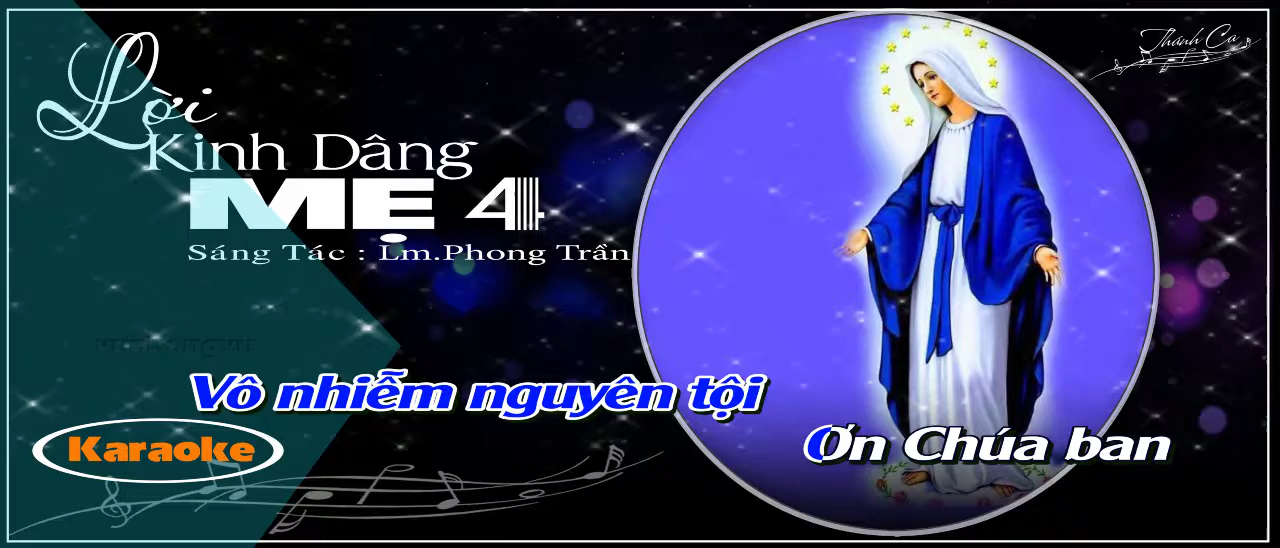 Lời
Kinh Dâng
MẸ 4
Sáng Tác : Lm.Phong Trần
Thánh Ca
Vô nhiễm nguyên tội
Ơn Chúa ban
Karaoke